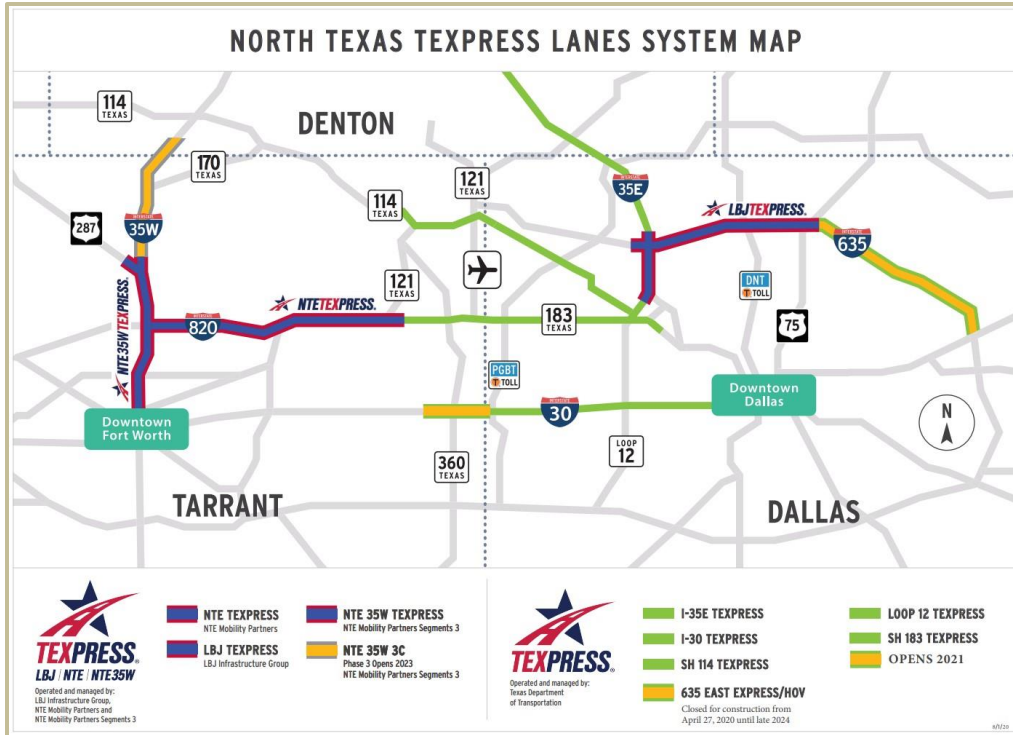 NORTH TEXAS TEXPRESS LANES SYSTEM MAP
114
TEXAS
DENTON
170
TEXAS
121
TEXAS
INTERSTATE
35E
114
TEXAS
LBJTEXPRESS.
287
INTERSTATE
35W
INTERSTATE
635
121
TEXAS
NTETEXPRESS.
DNT
TOLL
NTE35WTEXPRESS.
INTERSTATE
820
183
TEXAS
75
PGBT
TOLL
Downtown
Dallas
INTERSTATE
30
Downtown
Fort Worth
N
LOOP
12
360
TEXAS
TARRANT
DALLAS
TEXPRESS®
LBJ / NTE / NTE35W
Operated and managed by:
LBJ Infrastructure Group,
NTE Mobility Partners and
NTE Mobility Partners Segments 3
NTE TEXPRESS
NTE Mobility Partners
LBJ TEXPRESS
LBJ Infrastructure Group
NTE 35W TEXPRESS
NTE Mobility Partners Segments 3
NTE 35W 3C
Phase 3 Opens 2023
NTE Mobility Partners Segments 3
TEXPRESS®
Operated and managed by:
Texas Department
of Transportation
I-35E TEXPRESS
I-30 TEXPRESS
SH 114 TEXPRESS
635 EAST EXPRESS/HOV
Closed for construction from
April 27, 2020 until late 2024
LOOP 12 TEXPRESS
SH 183 TEXPRESS
OPENS 2021